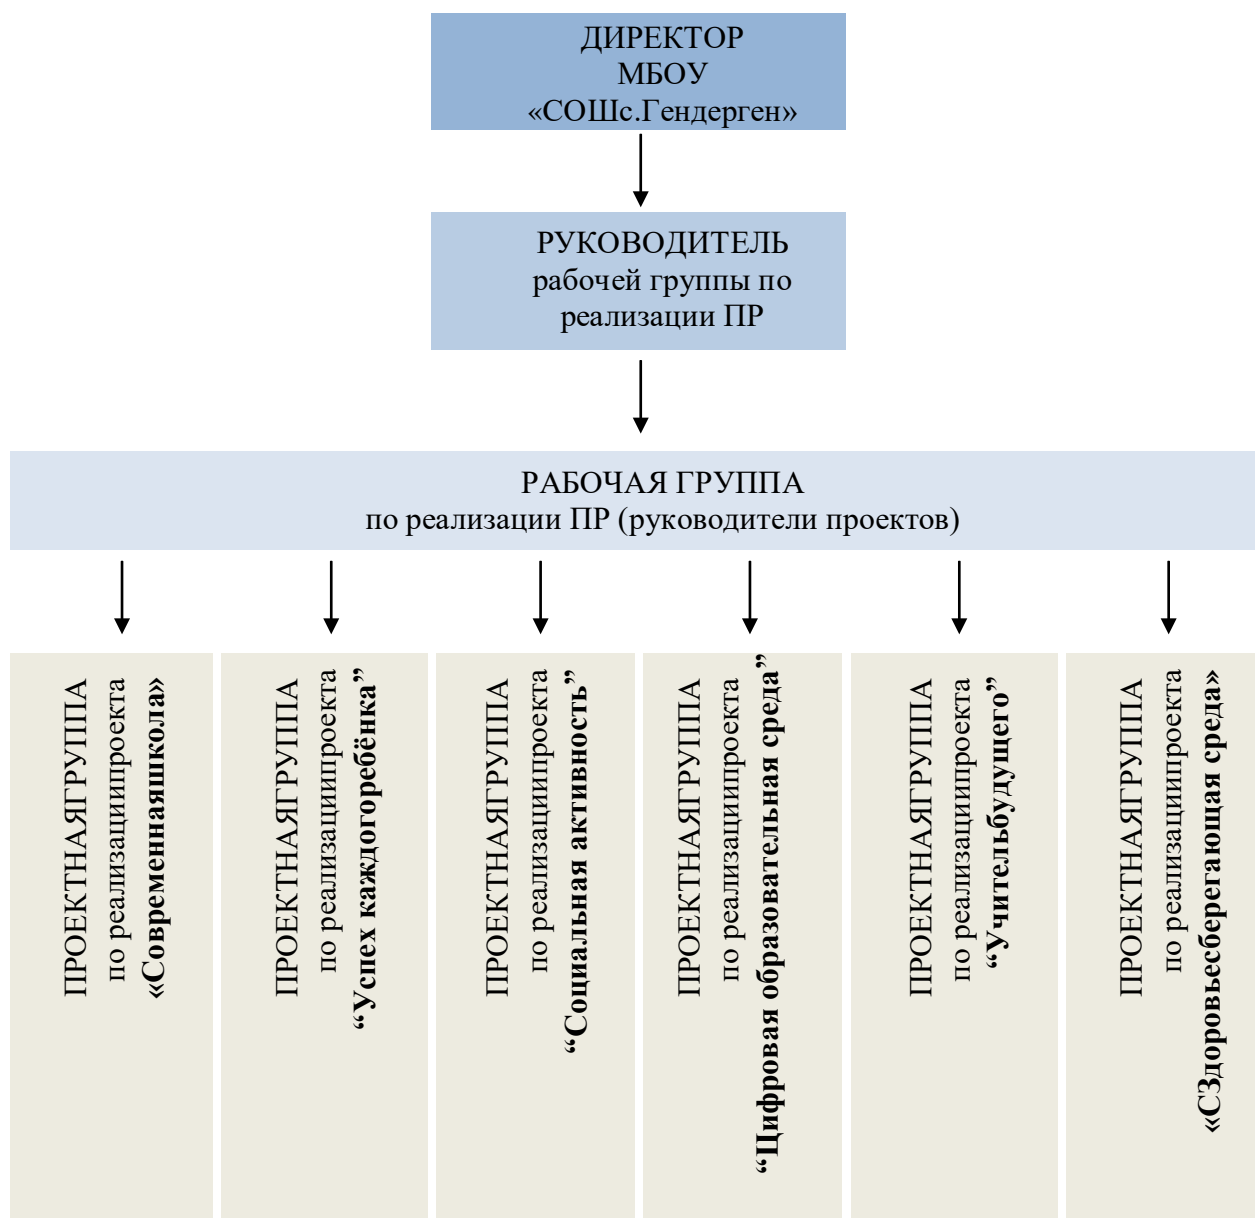 ДИРЕКТОР
МБОУ
«СОШс.Гендерген»
РУКОВОДИТЕЛЬ
рабочей группы по
реализации ПР
РАБОЧАЯ ГРУППА
по реализации ПР (руководители проектов)
ПРОЕКТНАЯГРУППА
по реализациипроекта
«Современнаяшкола»
ПРОЕКТНАЯГРУППА
по реализациипроекта
“Успех каждогоребёнка”
ПРОЕКТНАЯГРУППА
по реализациипроекта
“Социальная активность”
ПРОЕКТНАЯГРУППА
по реализациипроекта
“Цифровая образовательная среда”
ПРОЕКТНАЯГРУППА
по реализациипроекта
“Учительбудущего”
ПРОЕКТНАЯГРУППА
по реализациипроекта
«СЗдоровьесберегающая среда»